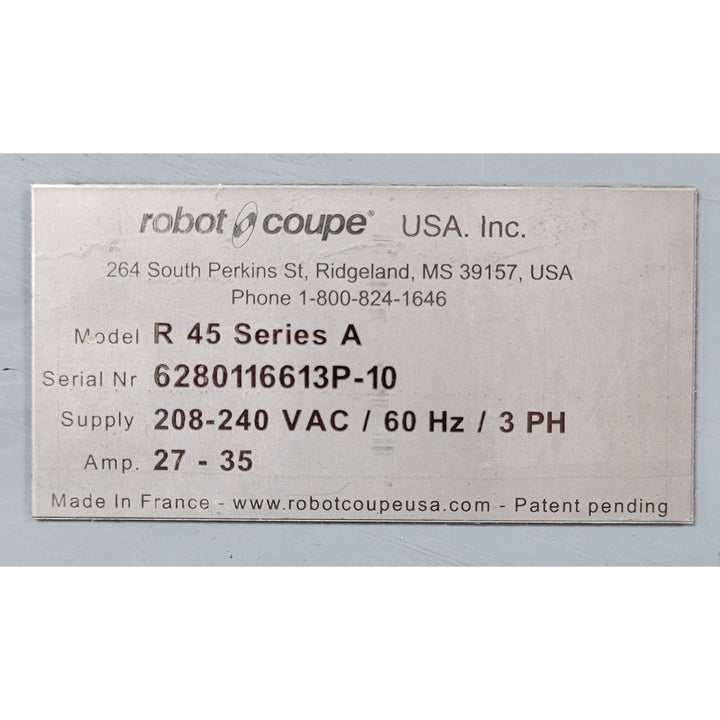 robot coupe® USA. Inc.
264 South Perkins St, Ridgeland, MS 39157, USA
Phone 1-800-824-1646
Model R 45 Series A
Serial Nr 6280116613P-10
Supply 208-240 VAC / 60 Hz / 3 PH
Amp. 27 - 35
Made In France - www.robotcoupeusa.com - Patent pending